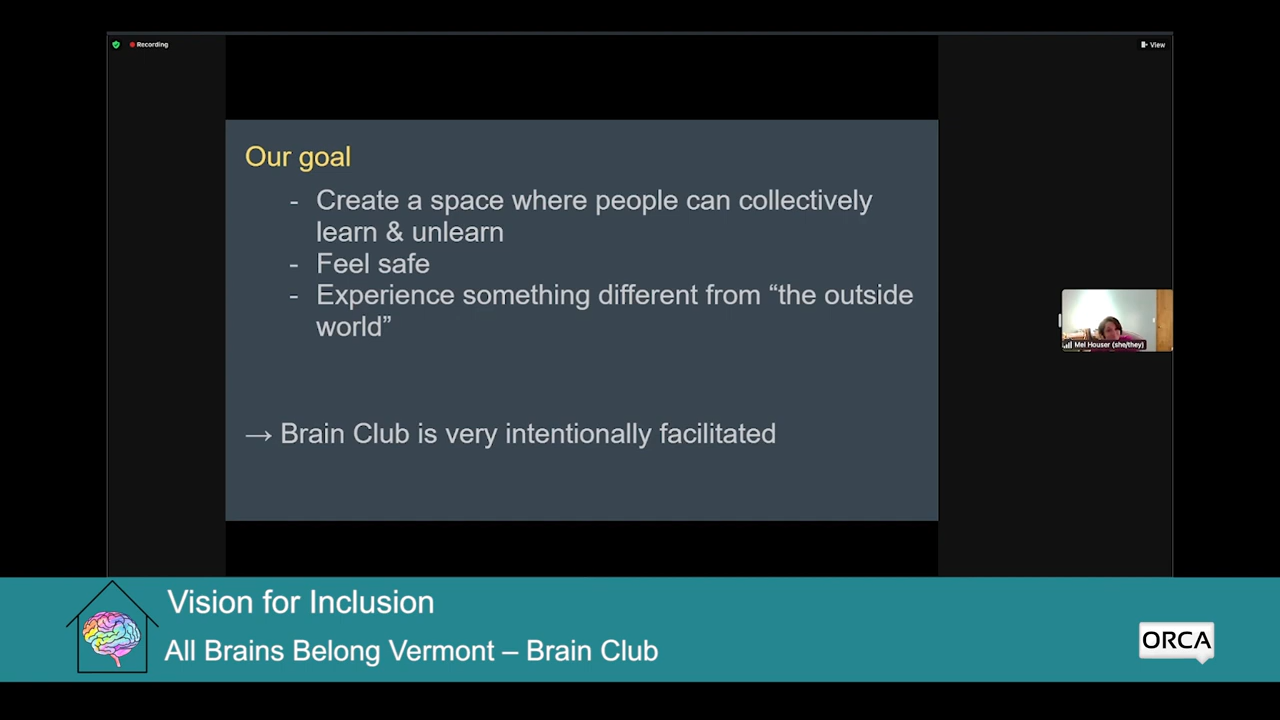 Recording
View
Our goal
- Create a space where people can collectively
learn & unlearn
- Feel safe
- Experience something different from “the outside
world”
Mel Houser (she/they)
→ Brain Club is very intentionally facilitated
Vision for Inclusion
All Brains Belong Vermont – Brain Club
ORCA